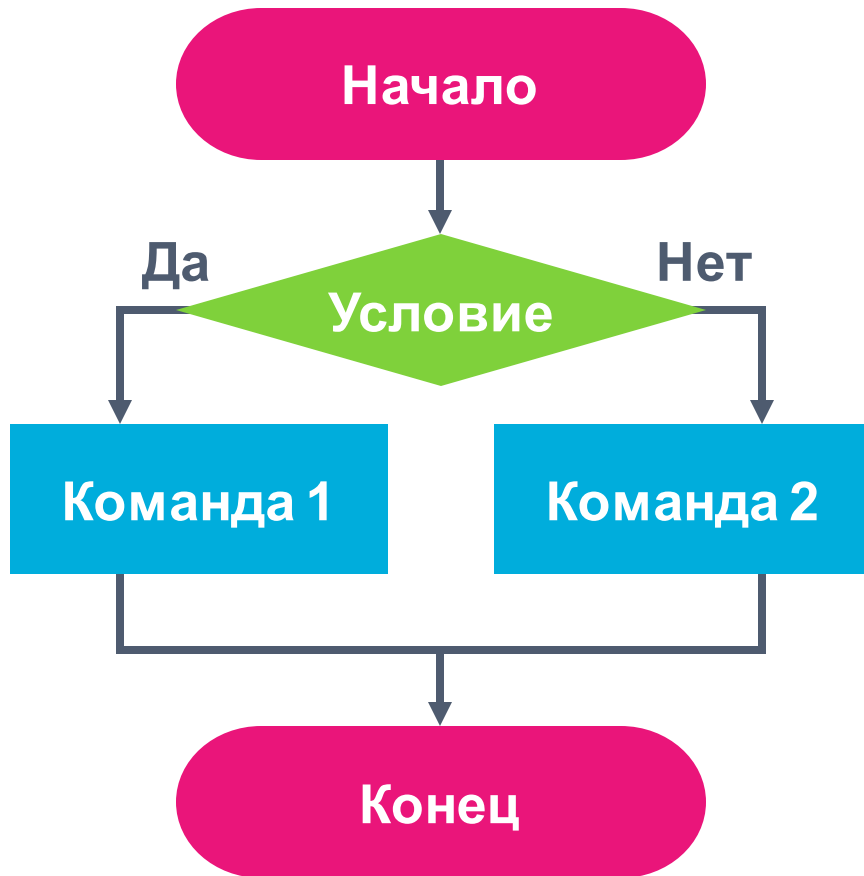 Начало
Да
Нет
Условие
Команда 1
Команда 2
Конец